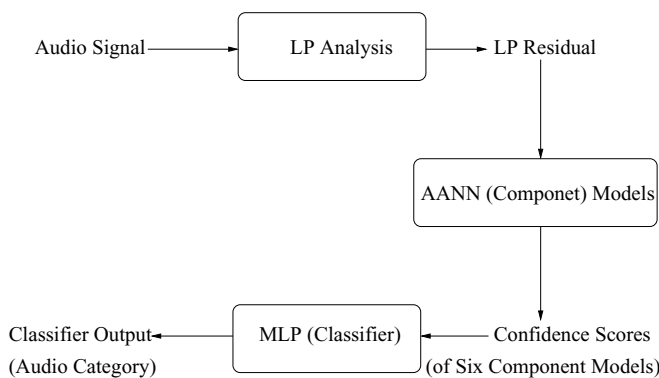 Audio Signal
LP Analysis
LP Residual
AANN (Componet) Models
Confidence Scores
(of Six Component Models)
MLP (Classifier)
Classifier Output
(Audio Category)